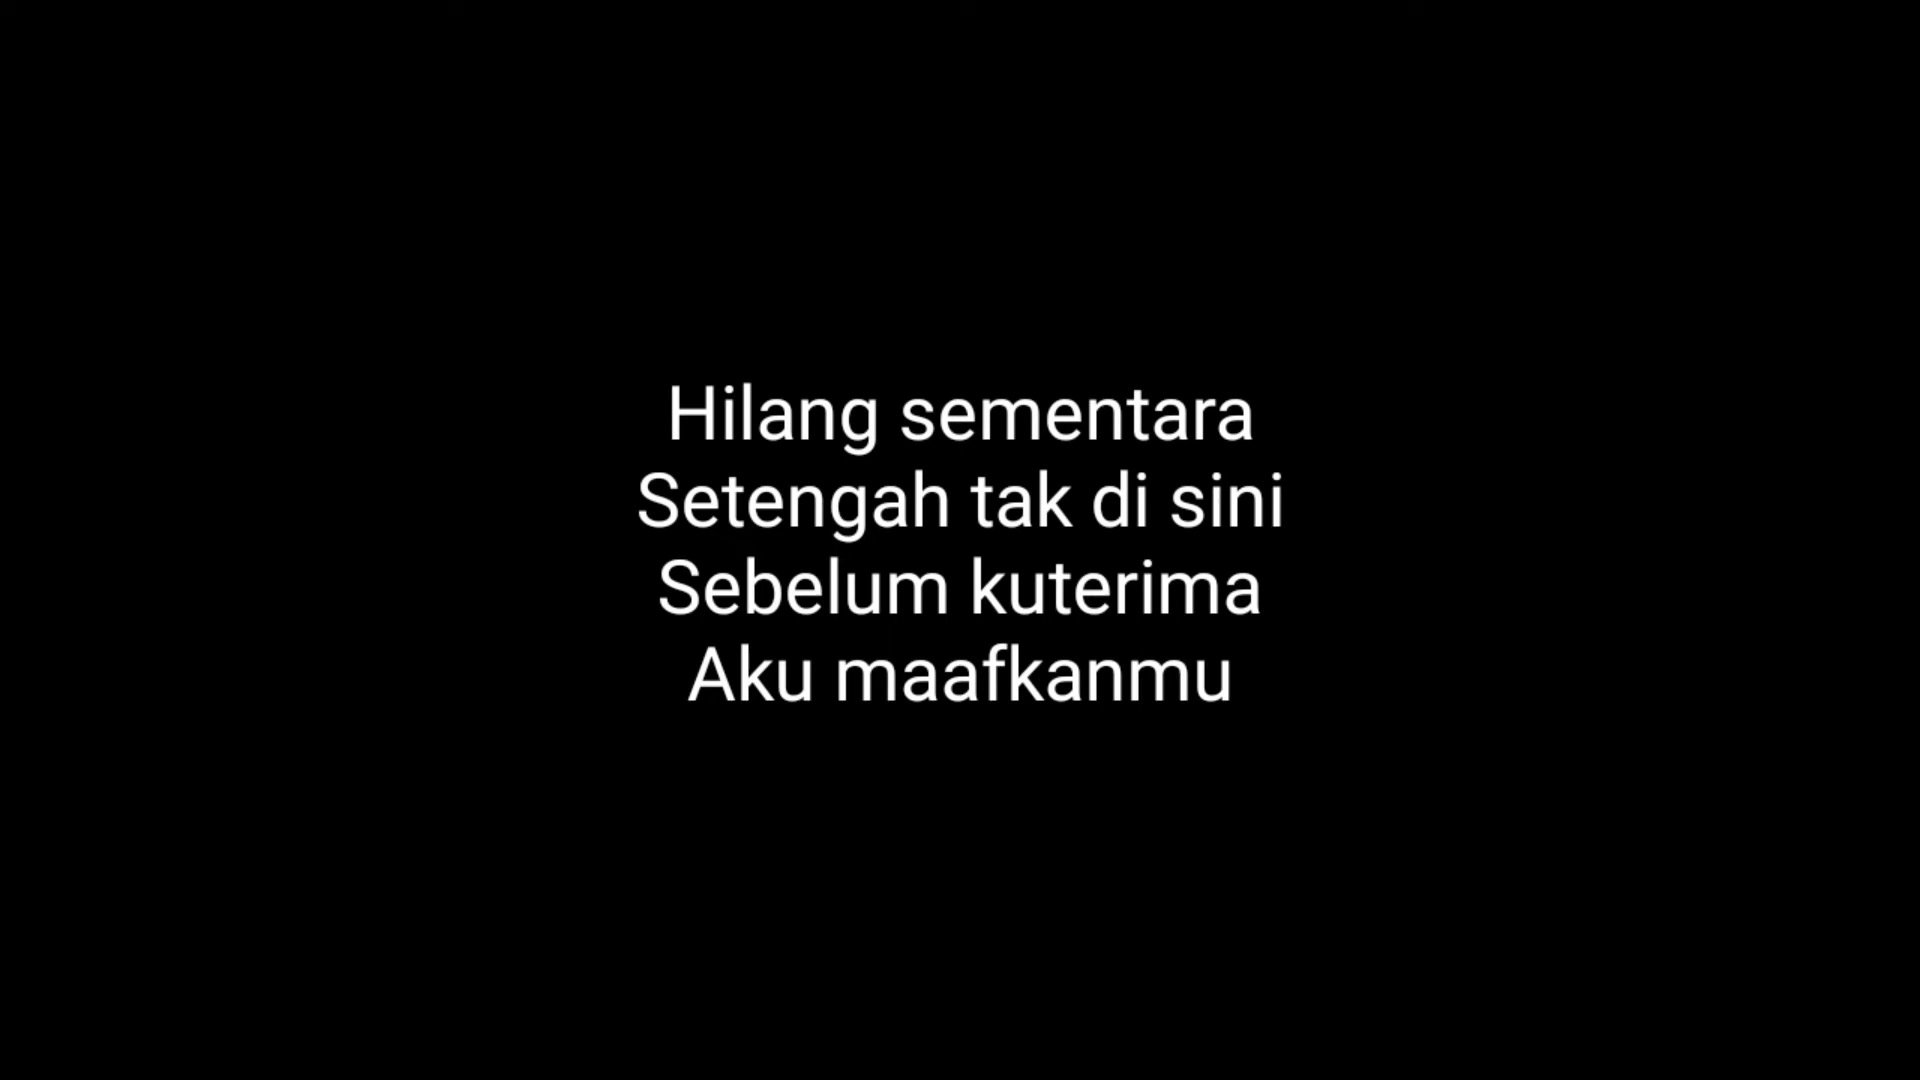 Hilang sementara
Setengah tak di sini
Sebelum kuterima
Aku maafkanmu